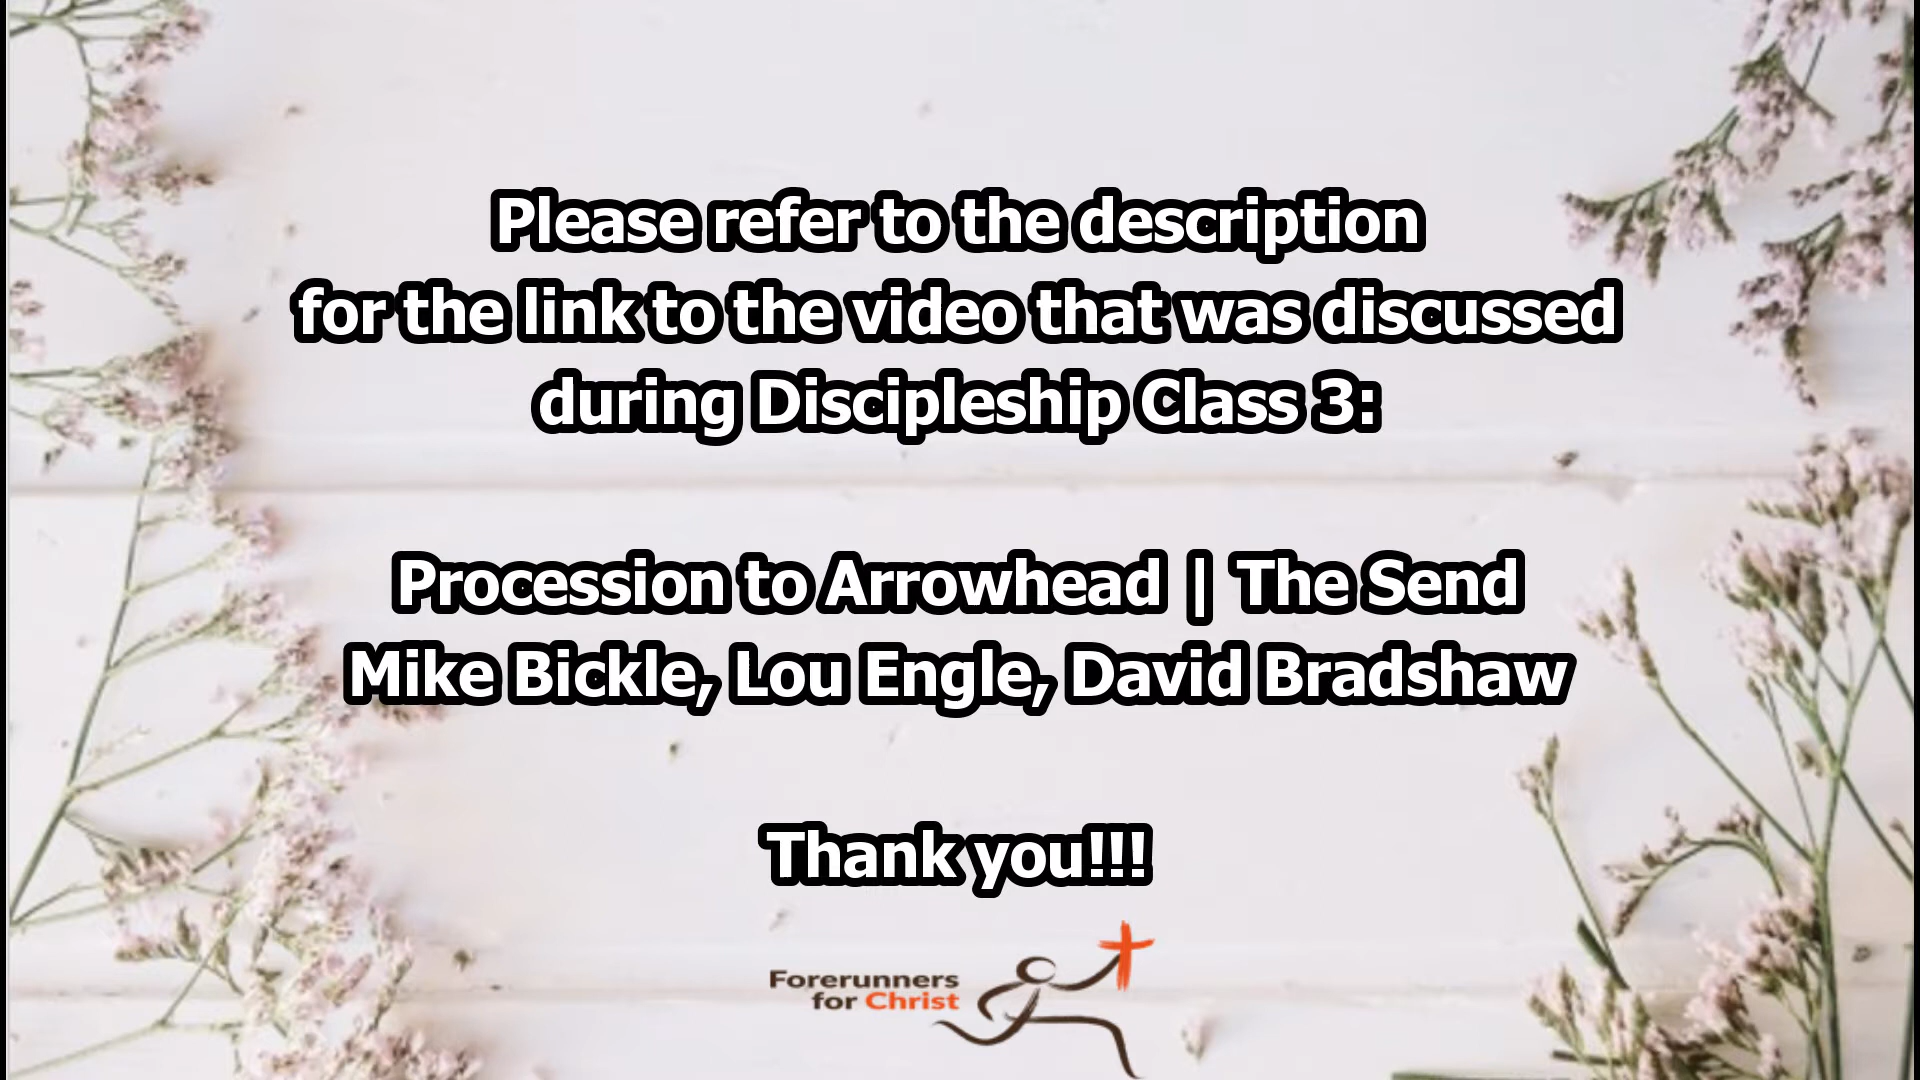 Please refer to the description
for the link to the video that was discussed
during Discipleship Class 3:
Procession to Arrowhead | The Send
Mike Bickle, Lou Engle, David Bradshaw
Thank you!!!
Forerunners
for Christ